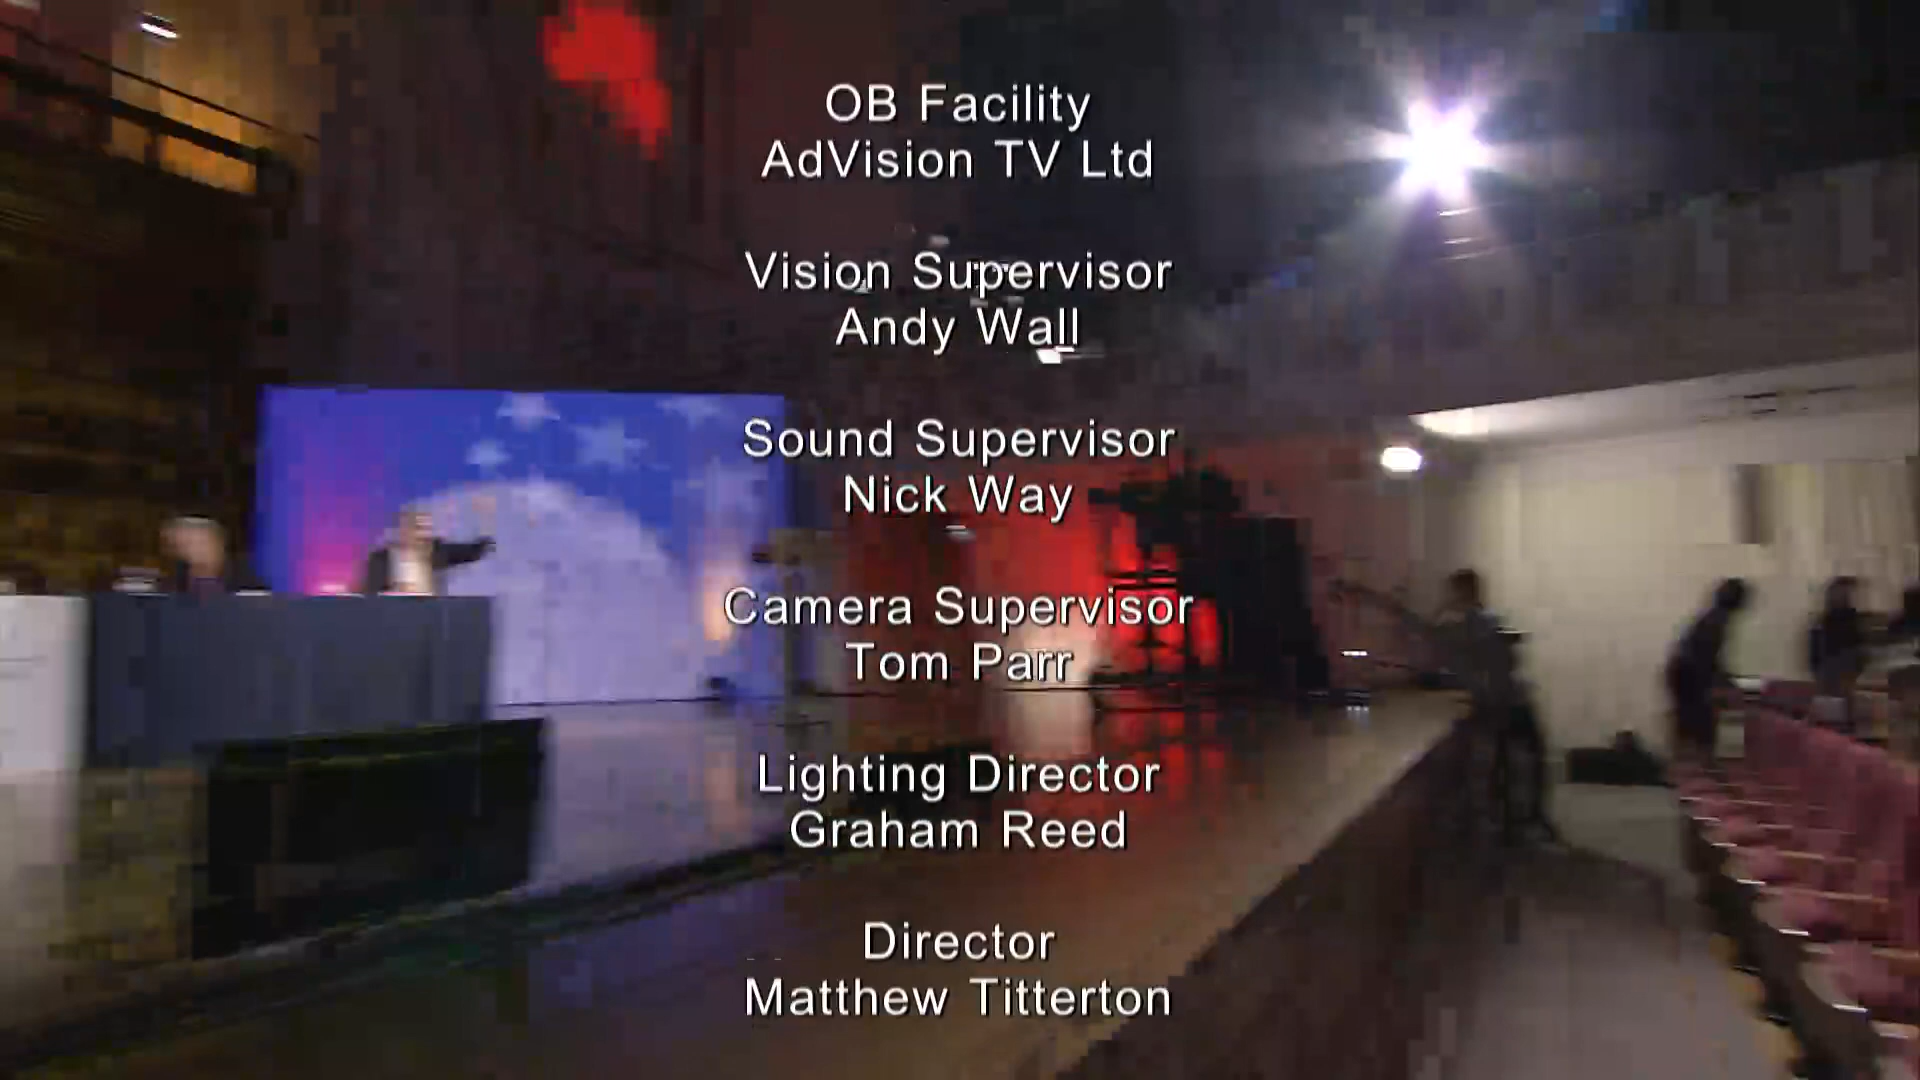 OB Facility
AdVision TV Ltd
Vision Supervisor
Andy Wall
Sound Supervisor
Nick Way
Camera Supervisor
Tom Parr
Lighting Director
Graham Reed
Director
Matthew Titterton